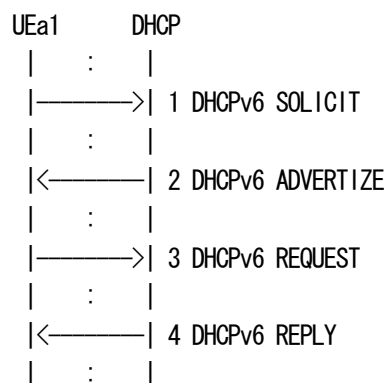 UEa1 DHCP
| : |
|--------->| 1 DHCPv6 SOLICIT
| : |
|<---------| 2 DHCPv6 ADVERTIZE
| : |
|--------->| 3 DHCPv6 REQUEST
| : |
|<---------| 4 DHCPv6 REPLY
| : |